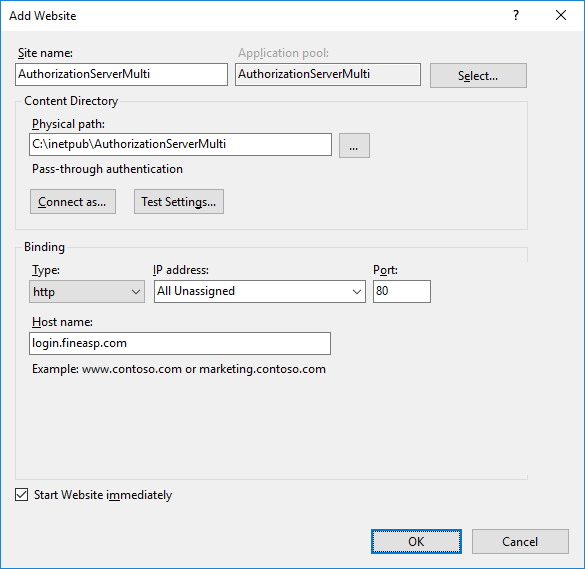 Add Website
?
Site name: Application pool:
AuthorizationServerMulti AuthorizationServerMulti Select...
Content Directory
Physical path:
C:\inetpub\AuthorizationServerMulti ...
Pass-through authentication
Connect as... Test Settings...
Binding
Type: IP address: Port:
http All Unassigned 80
Host name:
login.fineasp.com
Example: www.contoso.com or marketing.contoso.com
Start Website immediately
OK Cancel